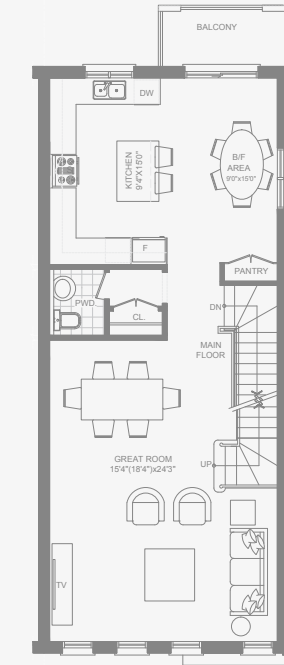 BALCONY
DW
KITCHEN
9'4"X15'0"
B/F
AREA
9'0"x15'0"
F
PANTRY
PWD.
CL.
DN
MAIN
FLOOR
GREAT ROOM
15'4"(18'4")x24'3"
UP
TV